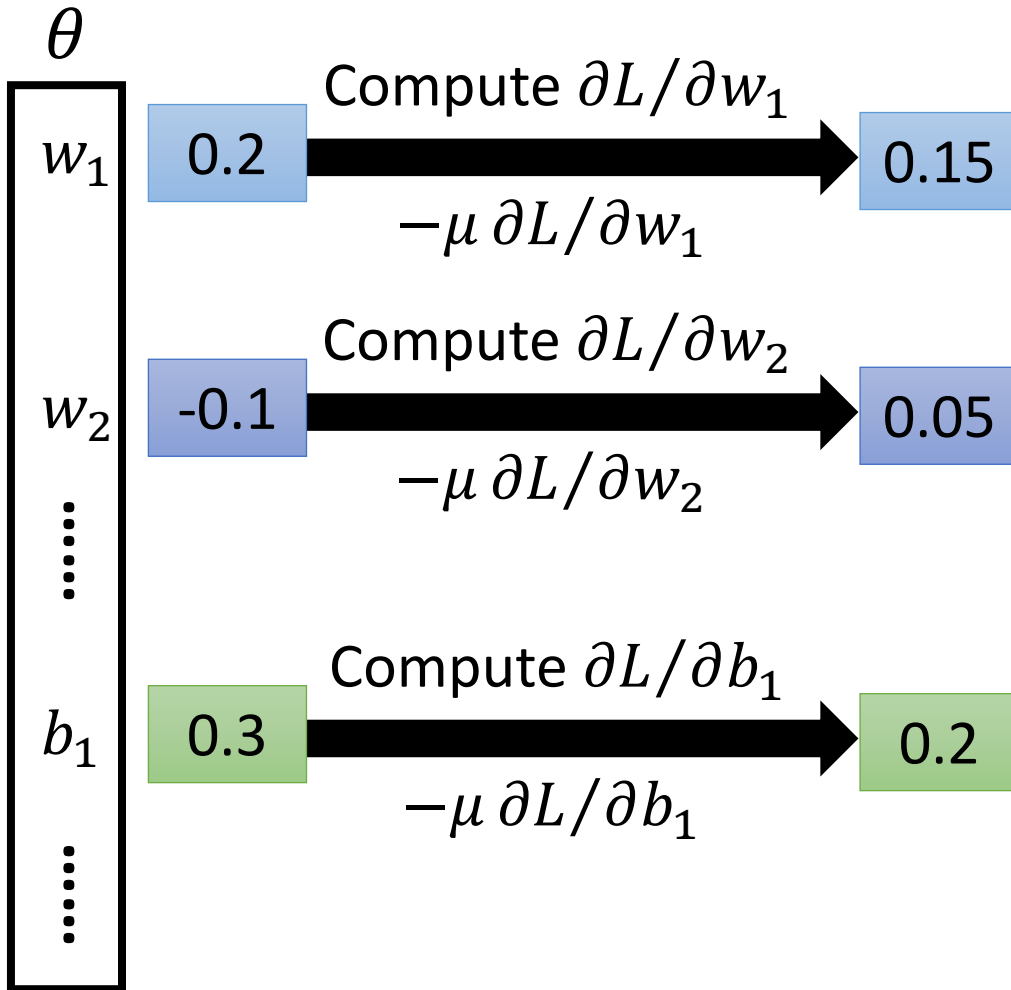 θ
Compute ∂L/∂w₁
w₁ 0.2 0.15
−μ ∂L/∂w₁
Compute ∂L/∂w₂
w₂ -0.1 0.05
−μ ∂L/∂w₂
......
Compute ∂L/∂b₁
b₁ 0.3 0.2
−μ ∂L/∂b₁
......